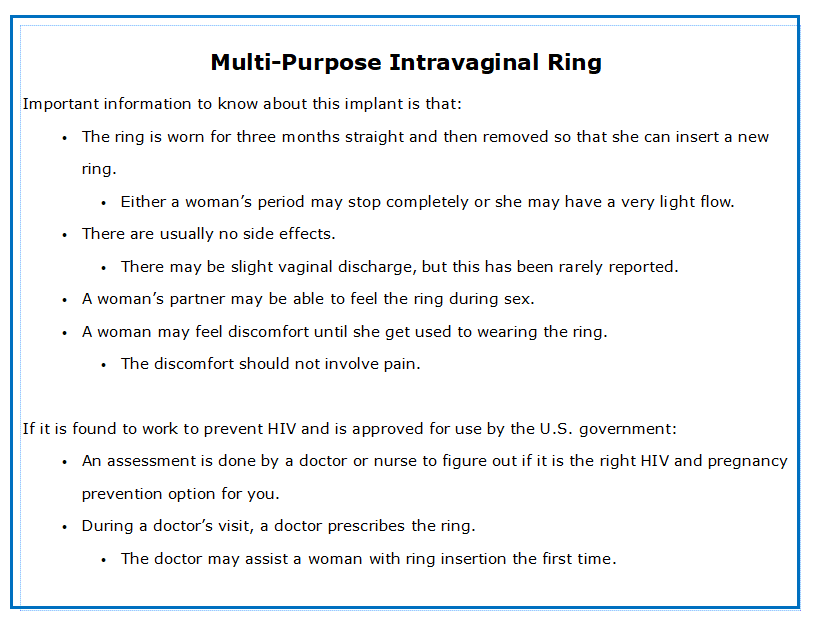 Multi-Purpose Intravaginal Ring
Important information to know about this implant is that:
• The ring is worn for three months straight and then removed so that she can insert a new
ring.
• Either a woman’s period may stop completely or she may have a very light flow.
• There are usually no side effects.
• There may be slight vaginal discharge, but this has been rarely reported.
• A woman’s partner may be able to feel the ring during sex.
• A woman may feel discomfort until she get used to wearing the ring.
• The discomfort should not involve pain.
If it is found to work to prevent HIV and is approved for use by the U.S. government:
• An assessment is done by a doctor or nurse to figure out if it is the right HIV and pregnancy
prevention option for you.
• During a doctor’s visit, a doctor prescribes the ring.
• The doctor may assist a woman with ring insertion the first time.